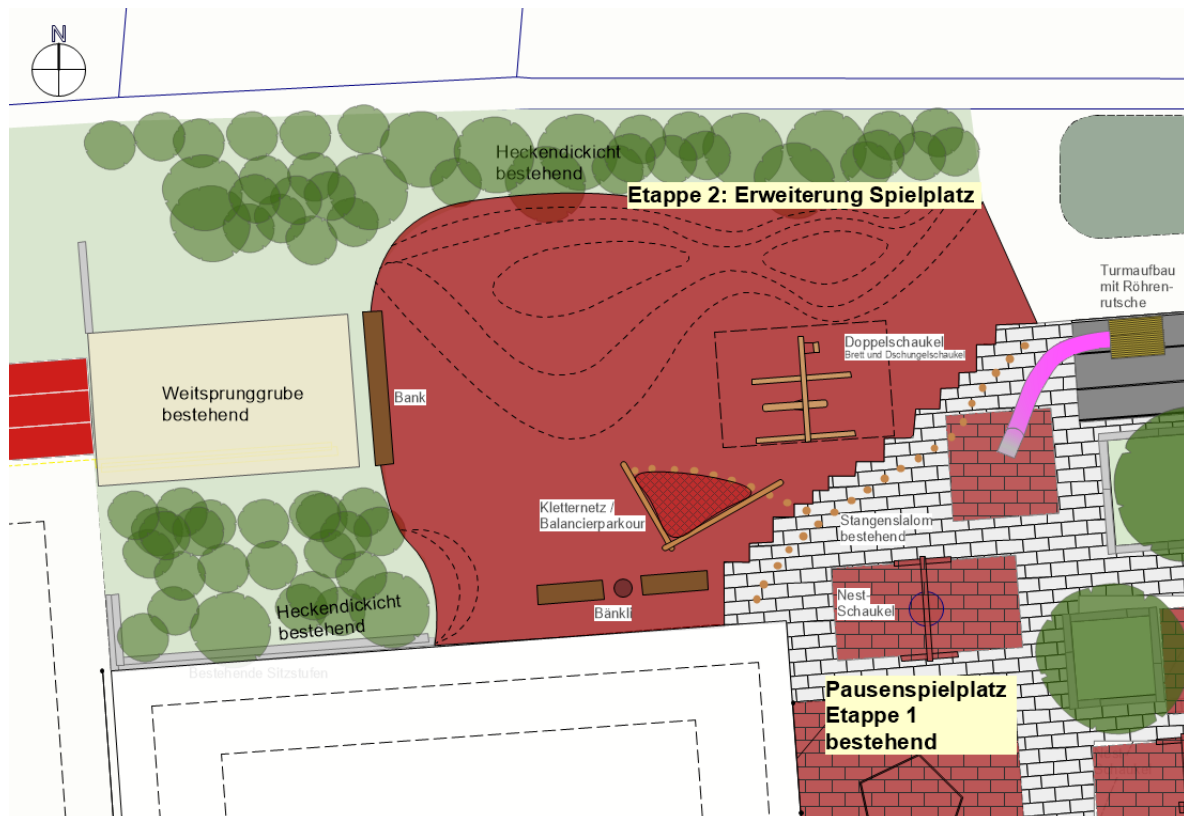 N
Heckendickicht
bestehend
Etappe 2: Erweiterung Spielplatz
Turmaufbau
mit Röhren-
rutsche
Doppelschaukel
Brett und Dschungelschaukel
Weitsprunggrube
bestehend
Bank
Kletternetz /
Balancierparkour
Stangenslalom
bestehend
Nest-
Schaukel
Heckendickicht
bestehend
Bänkli
Bestehende Sitzstufen
Pausenspielplatz
Etappe 1
bestehend